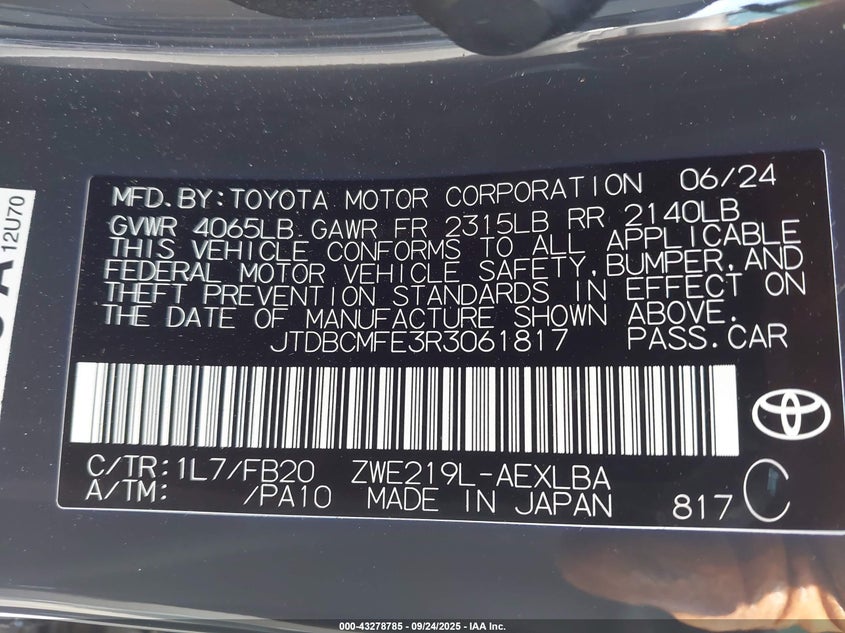 MFD.BY:TOYOTA MOTOR CORPORATION 06/24
GVWR 4065LB GAWR FR 2315LB RR 2140LB
THIS VEHICLE CONFORMS TO ALL APPLICABLE
FEDERAL MOTOR VEHICLE SAFETY,BUMPER,AND
THEFT PREVENTION STANDARDS IN EFFECT ON
THE DATE OF MANUFACTURE SHOWN ABOVE.
JTDBCMFE3R3061817 PASS.CAR
C/TR:1L7/FB20 ZWE219L-AEXLBA
A/TM: /PA10 MADE IN JAPAN 817 C
12U70
000-43278785 - 09/24/2025 - IAA Inc.